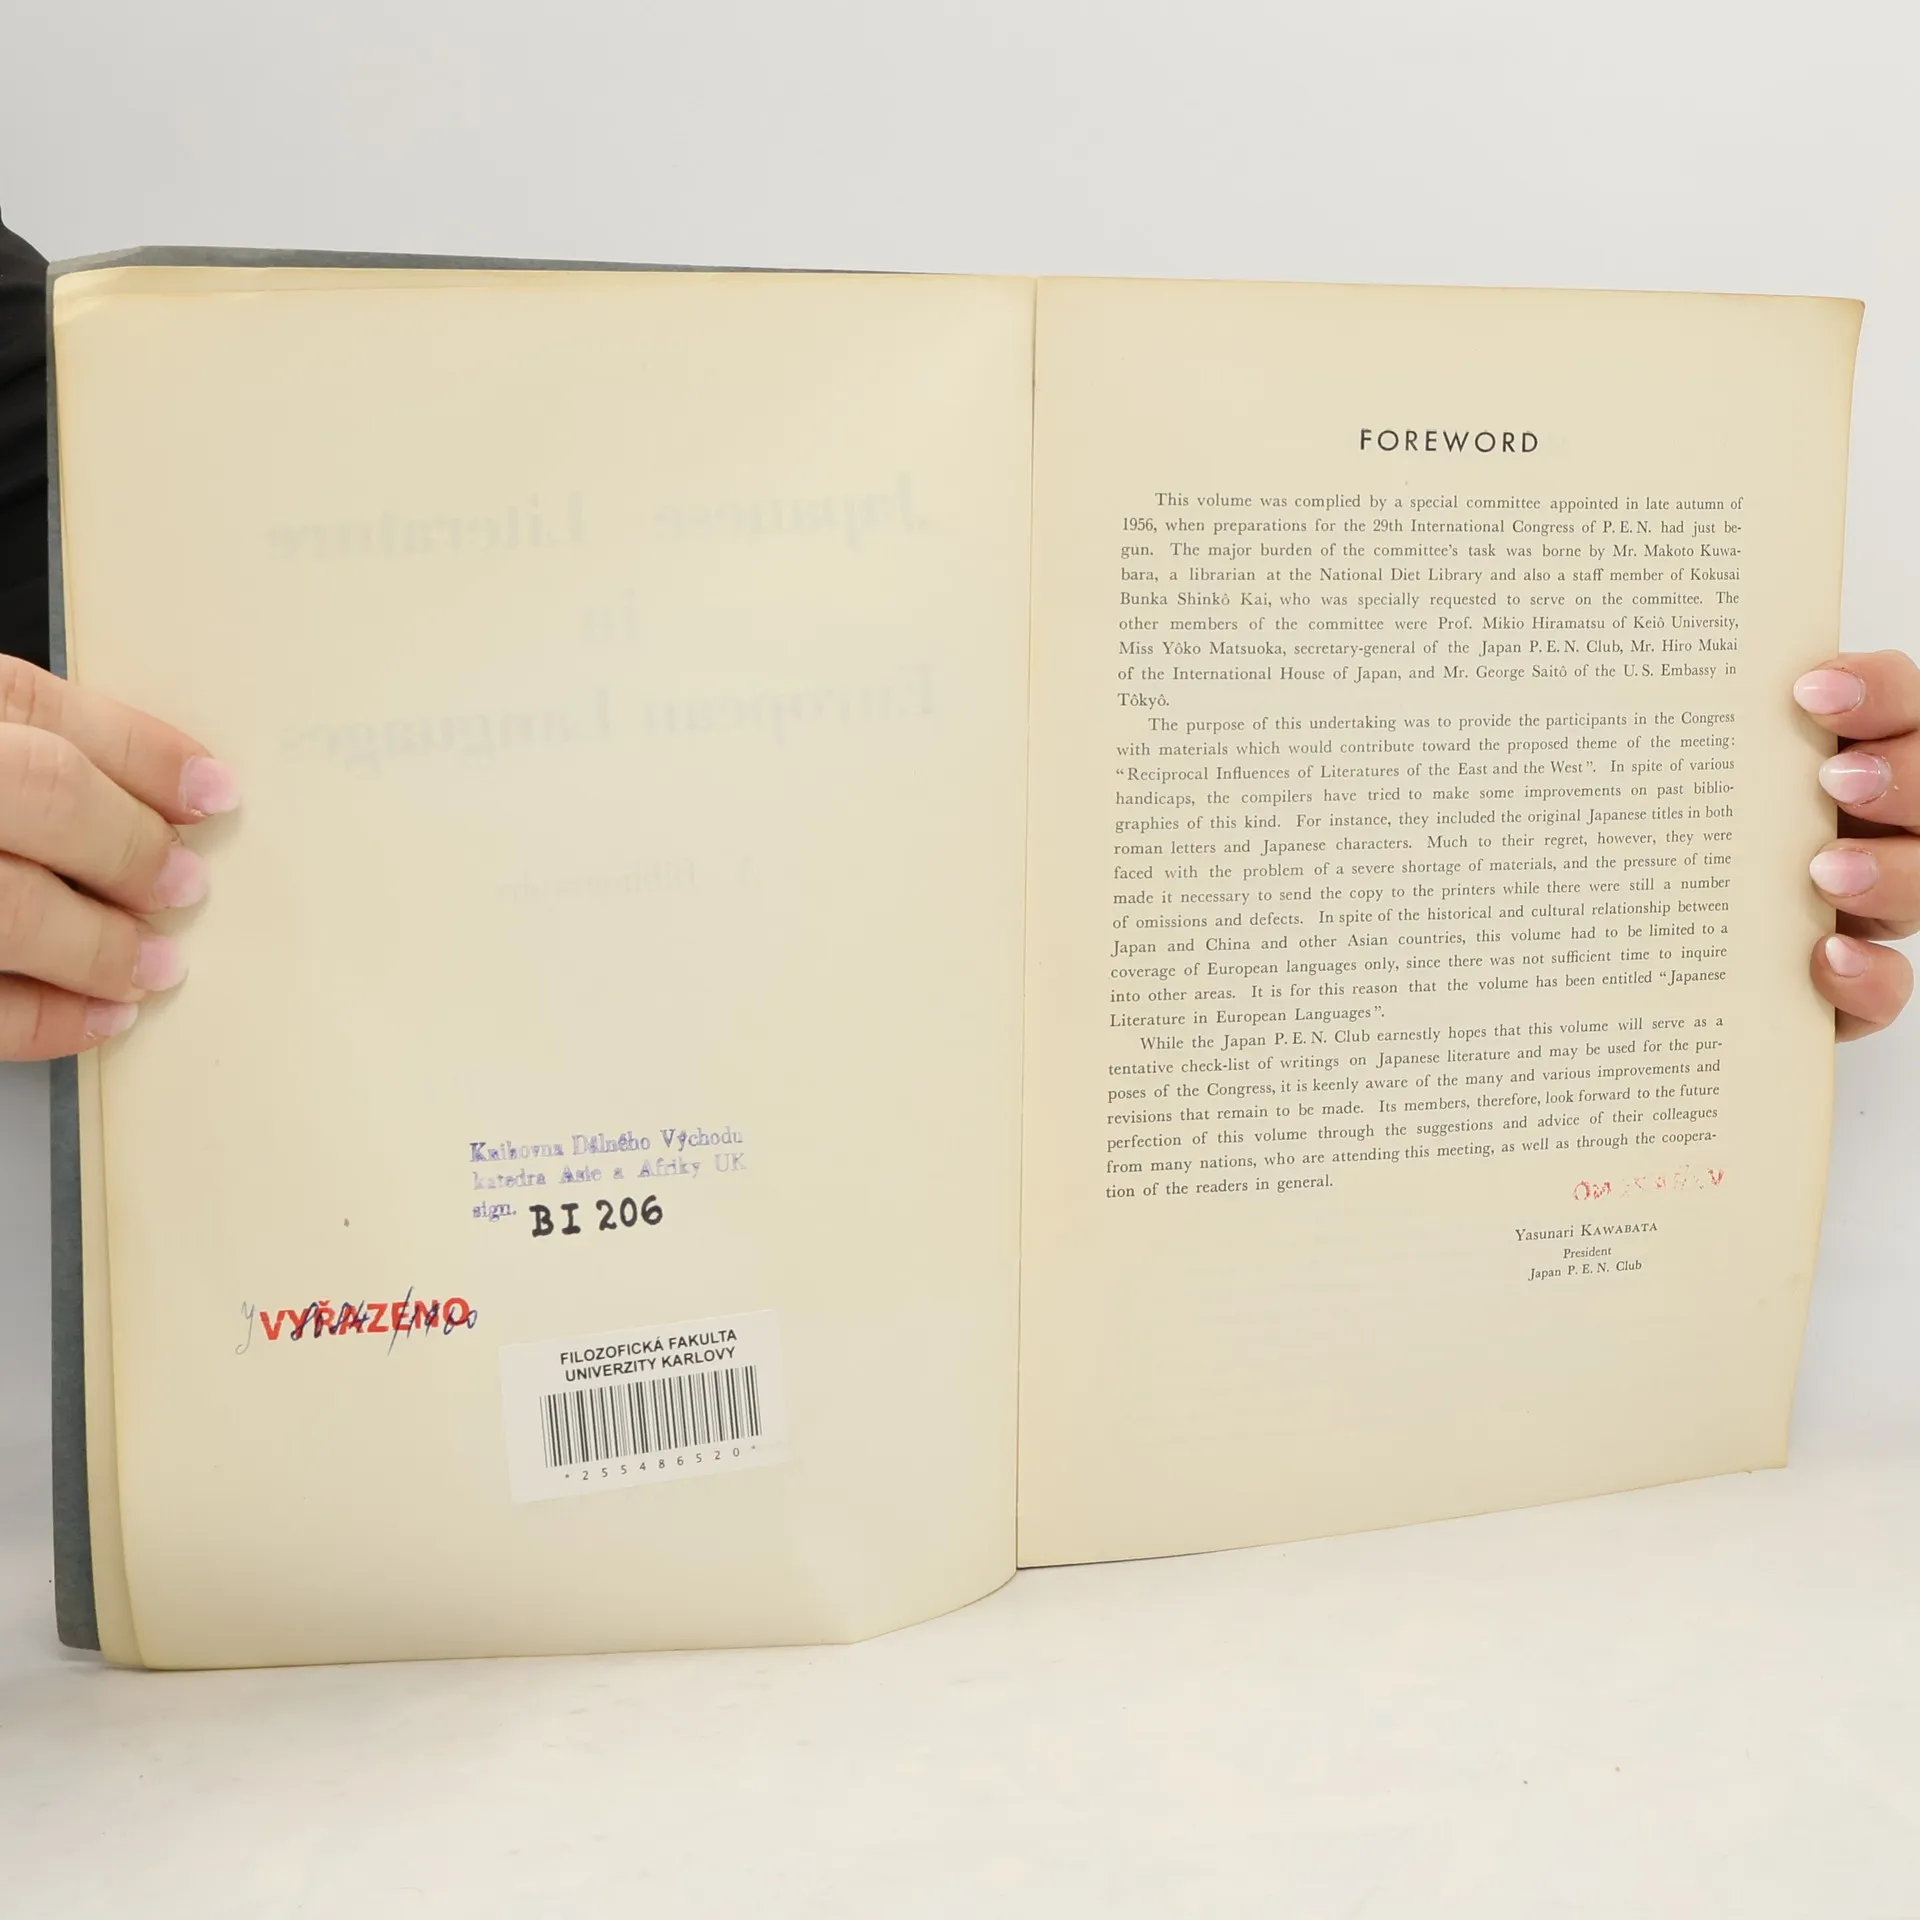 Knihovna Dálného Východu
katedra Asie a Afriky UK
sign. BI 206
VYŘAZENO
FILOZOFICKÁ FAKULTA
UNIVERZITY KARLOVY
*255486520*
FOREWORD
This volume was complied by a special committee appointed in late autumn of
1956, when preparations for the 29th International Congress of P. E. N. had just be-
gun. The major burden of the committee's task was borne by Mr. Makoto Kuwa-
bara, a librarian at the National Diet Library and also a staff member of Kokusai
Bunka Shinkô Kai, who was specially requested to serve on the committee. The
other members of the committee were Prof. Mikio Hiramatsu of Keiô University,
Miss Yôko Matsuoka, secretary-general of the Japan P. E. N. Club, Mr. Hiro Mukai
of the International House of Japan, and Mr. George Saitô of the U. S. Embassy in
Tôkyô.
The purpose of this undertaking was to provide the participants in the Congress
with materials which would contribute toward the proposed theme of the meeting:
“Reciprocal Influences of Literatures of the East and the West”. In spite of various
handicaps, the compilers have tried to make some improvements on past biblio-
graphies of this kind. For instance, they included the original Japanese titles in both
roman letters and Japanese characters. Much to their regret, however, they were
faced with the problem of a severe shortage of materials, and the pressure of time
made it necessary to send the copy to the printers while there were still a number
of omissions and defects. In spite of the historical and cultural relationship between
Japan and China and other Asian countries, this volume had to be limited to a
coverage of European languages only, since there was not sufficient time to inquire
into other areas. It is for this reason that the volume has been entitled “Japanese
Literature in European Languages”.
While the Japan P. E. N. Club earnestly hopes that this volume will serve as a
tentative check-list of writings on Japanese literature and may be used for the pur-
poses of the Congress, it is keenly aware of the many and various improvements and
revisions that remain to be made. Its members, therefore, look forward to the future
perfection of this volume through the suggestions and advice of their colleagues
from many nations, who are attending this meeting, as well as through the coopera-
tion of the readers in general.
Yasunari KAWABATA
President
Japan P. E. N. Club